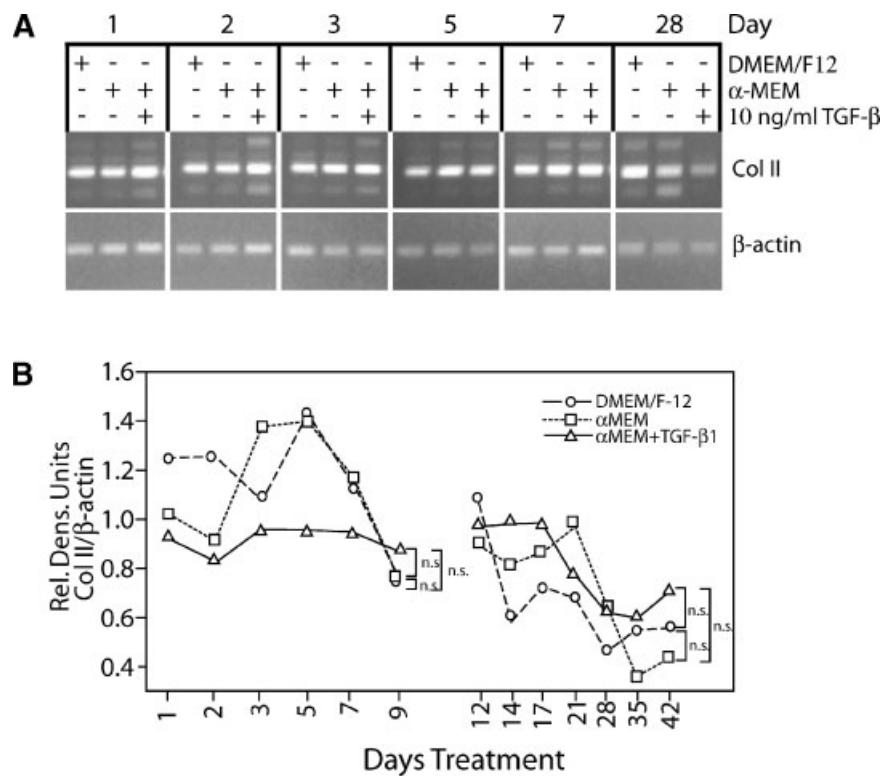 A 1 2 3 5 7 28 Day
+ - - + - - + - - + - - + - - + - - DMEM/F12
- + + - + + - + + - + + - + + - + + α-MEM
- - + - - + - - + - - + - - + - - + 10 ng/ml TGF-β
Col II
β-actin
B
Rel. Dens. Units
Col II/β-actin
1.6
1.4
1.2
1.0
0.8
0.6
0.4
DMEM/F-12
αMEM
αMEM+TGF-β1
n.s
n.s.
n.s.
n.s.
n.s.
n.s.
1 2 3 5 7 9 12 14 17 21 28 35 42
Days Treatment